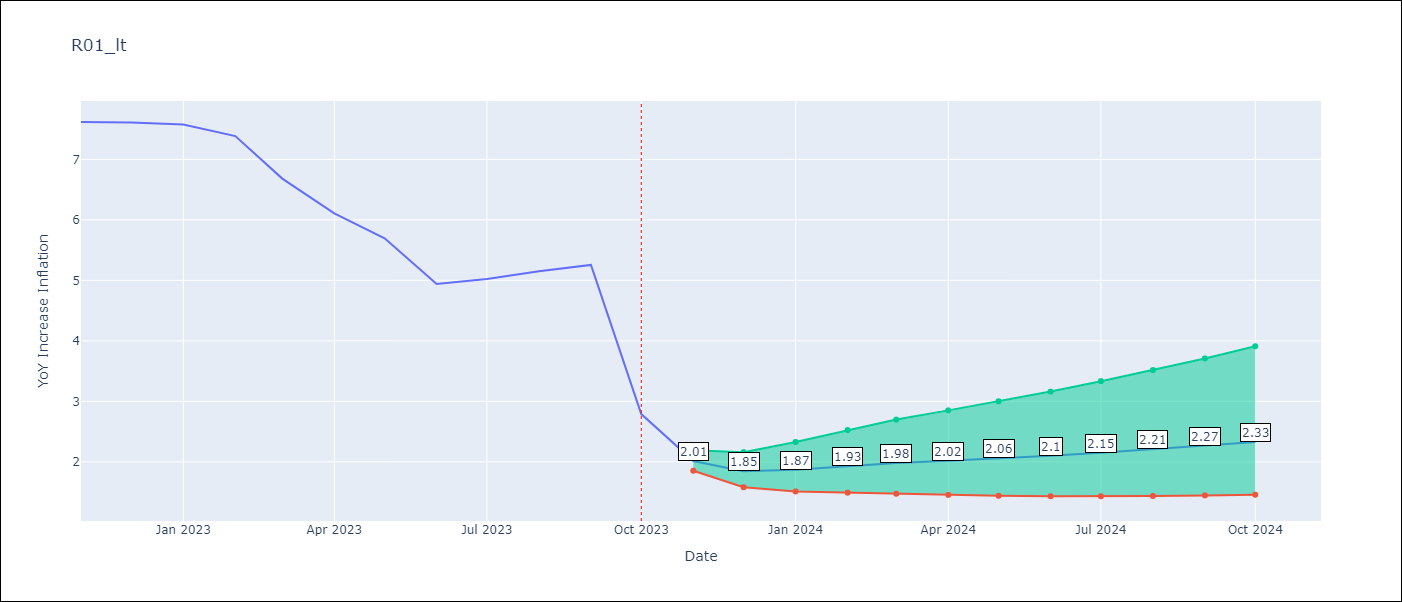 R01_lt
YoY Increase Inflation
7
6
5
4
3
2
2.01
1.85
1.87
1.93
1.98
2.02
2.06
2.1
2.15
2.21
2.27
2.33
Jan 2023
Apr 2023
Jul 2023
Oct 2023
Jan 2024
Apr 2024
Jul 2024
Oct 2024
Date